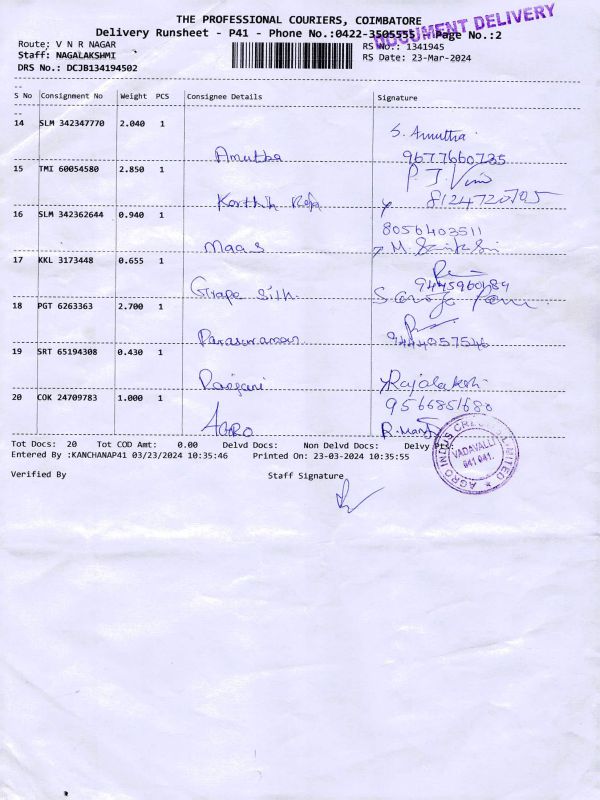 THE PROFESSIONAL COURIERS, COIMBATORE
DOCUMENT DELIVERY
Delivery Runsheet - P41 - Phone No.:0422-3505555 Page No.:2
Route: V N R NAGAR RS No.: 1341945
Staff: NAGALAKSHMI RS Date: 23-Mar-2024
DRS No.: DCJB134194502
S No Consignment No Weight PCS Consignee Details Signature
14 SLM 342347770 2.040 1
Amutha S. Amutha
9677660735
15 TMI 60054580 2.850 1
Karthik Raja 8124720705
16 SLM 342362644 0.940 1
8056403511
Maas
17 KKL 3173448 0.655 1
9445960189
Grape Silk
18 PGT 6263363 2.700 1
Parasuraman 9444057546
19 SRT 65194308 0.430 1
Rajalakshi
20 COK 24709783 1.000 1 9566851680
AGRO
Tot Docs: 20 Tot COD Amt: 0.00 Delvd Docs: Non Delvd Docs: Delvy Pt:
Entered By :KANCHANAP41 03/23/2024 10:35:46 Printed On: 23-03-2024 10:35:55
Verified By Staff Signature
AGRO INDUS CREDIT LIMITED
VADAVALLI
641 041.